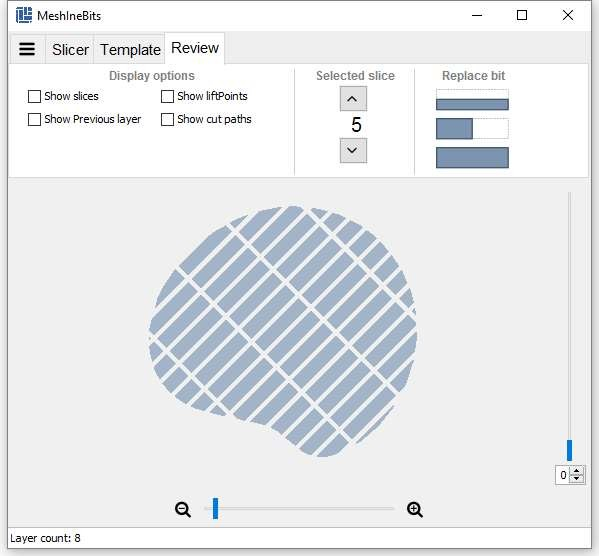 MeshIneBits
Slicer Template Review
Display options Selected slice Replace bit
Show slices Show liftPoints
Show Previous layer Show cut paths
5
0
Layer count: 8